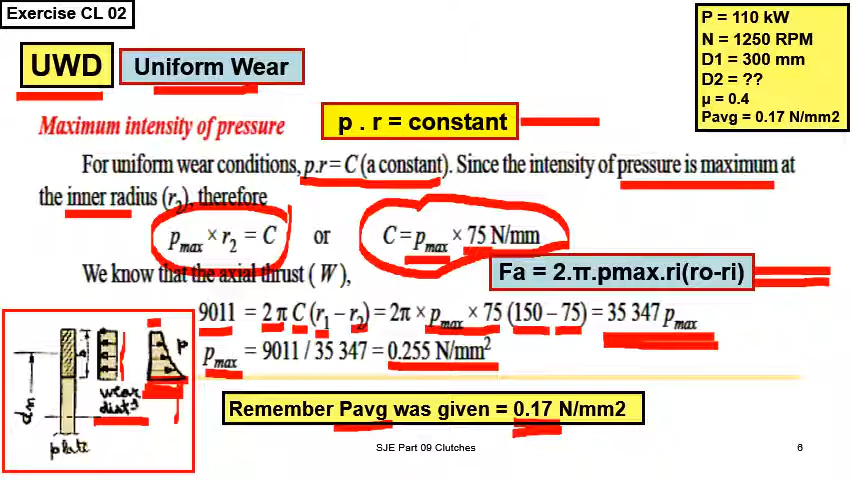 Exercise CL 02
P = 110 kW
N = 1250 RPM
D1 = 300 mm
D2 = ??
µ = 0.4
Pavg = 0.17 N/mm2
UWD
Uniform Wear
Maximum intensity of pressure
p . r = constant
For uniform wear conditions, p.r = C (a constant). Since the intensity of pressure is maximum at
the inner radius (r₂), therefore
pmax × r₂ = C or C = pmax × 75 N/mm
We know that the axial thrust (W),
Fa = 2.π.pmax.ri(ro-ri)
9011 = 2 π C (r₁ – r₂) = 2π × pmax × 75 (150 – 75) = 35 347 pmax
pmax = 9011 / 35 347 = 0.255 N/mm²
b
P
dm
wear
plate
Remember Pavg was given = 0.17 N/mm2
SJE Part 09 Clutches
6